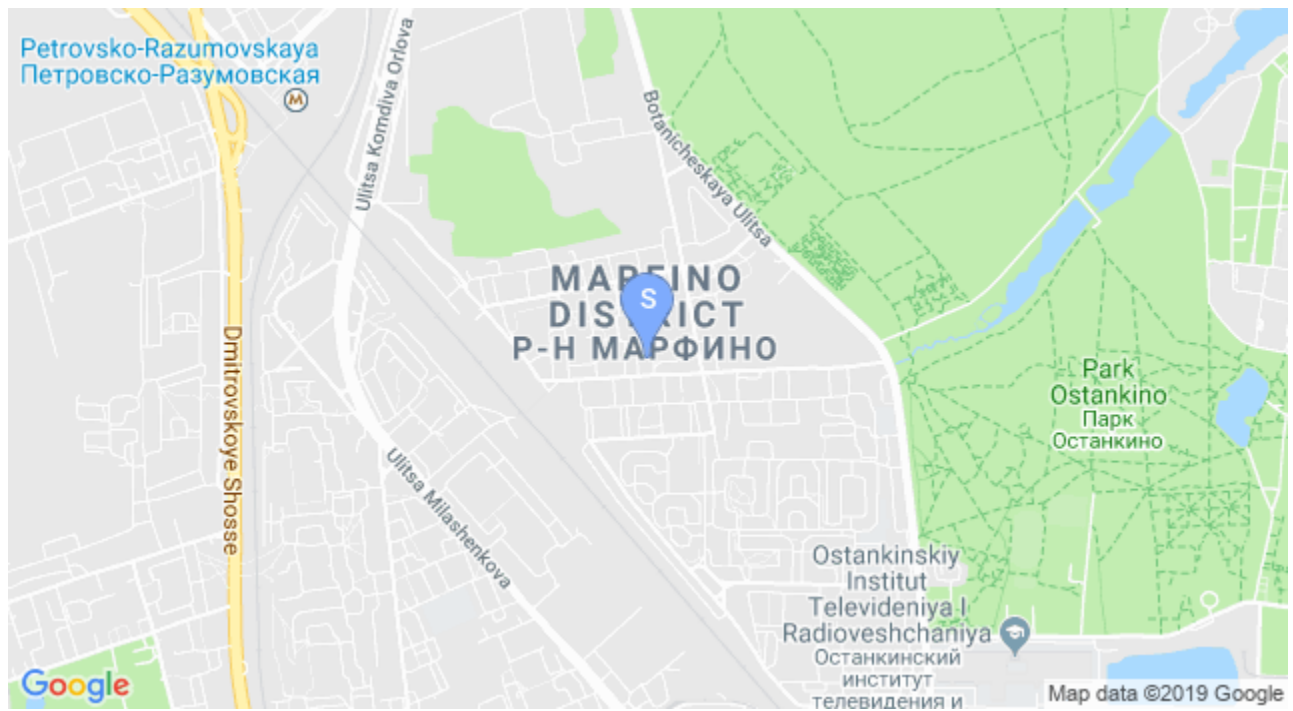 Petrovsko-Razumovskaya
Петровско-Разумовская
M
Ulitsa Komdiva Orlova
Botanicheskaya Ulitsa
MARFINO
DISTRICT
Р-Н МАРФИНО
S
Dmitrovskoye Shosse
Park
Ostankino
Парк
Останкино
Ulitsa Milashenkova
Ostankinskiy
Institut
Televideniya I
Radioveshchaniya
Останкинский
институт
телевидения и
Google
Map data ©2019 Google